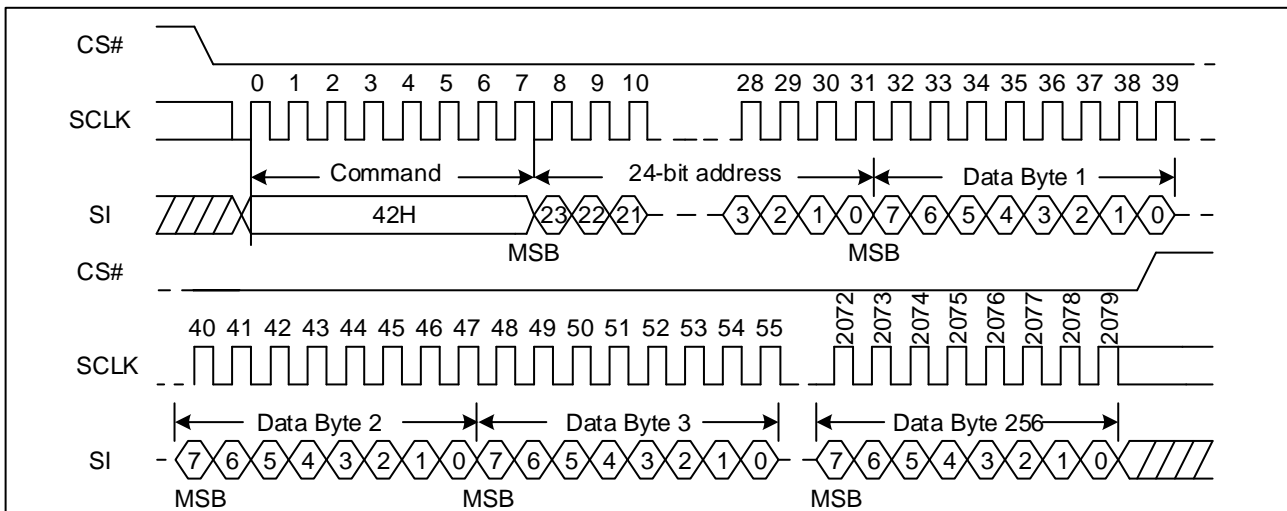 CS#
0 1 2 3 4 5 6 7 8 9 10 28 29 30 31 32 33 34 35 36 37 38 39
SCLK
Command 24-bit address Data Byte 1
SI 42H 23 22 21 3 2 1 0 7 6 5 4 3 2 1 0
MSB MSB
CS#
40 41 42 43 44 45 46 47 48 49 50 51 52 53 54 55 2072 2073 2074 2075 2076 2077 2078 2079
SCLK
Data Byte 2 Data Byte 3 Data Byte 256
SI 7 6 5 4 3 2 1 0 7 6 5 4 3 2 1 0 7 6 5 4 3 2 1 0
MSB MSB MSB